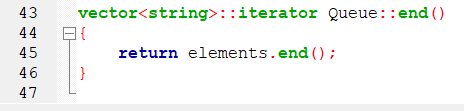 43 vector<string>::iterator Queue::end()
44 {
45 return elements.end();
46 }
47